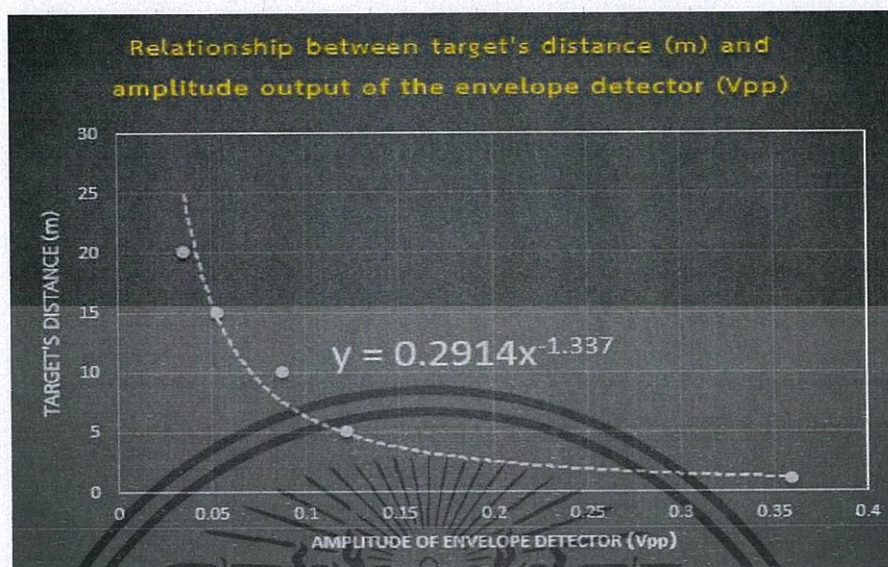 Relationship between target's distance (m) and
amplitude output of the envelope detector (Vpp)
30
25
20
15
10
5
0
TARGET'S DISTANCE (m)
y = 0.2914x^-1.337
0 0.05 0.1 0.15 0.2 0.25 0.3 0.35 0.4
AMPLITUDE OF ENVELOPE DETECTOR (Vpp)